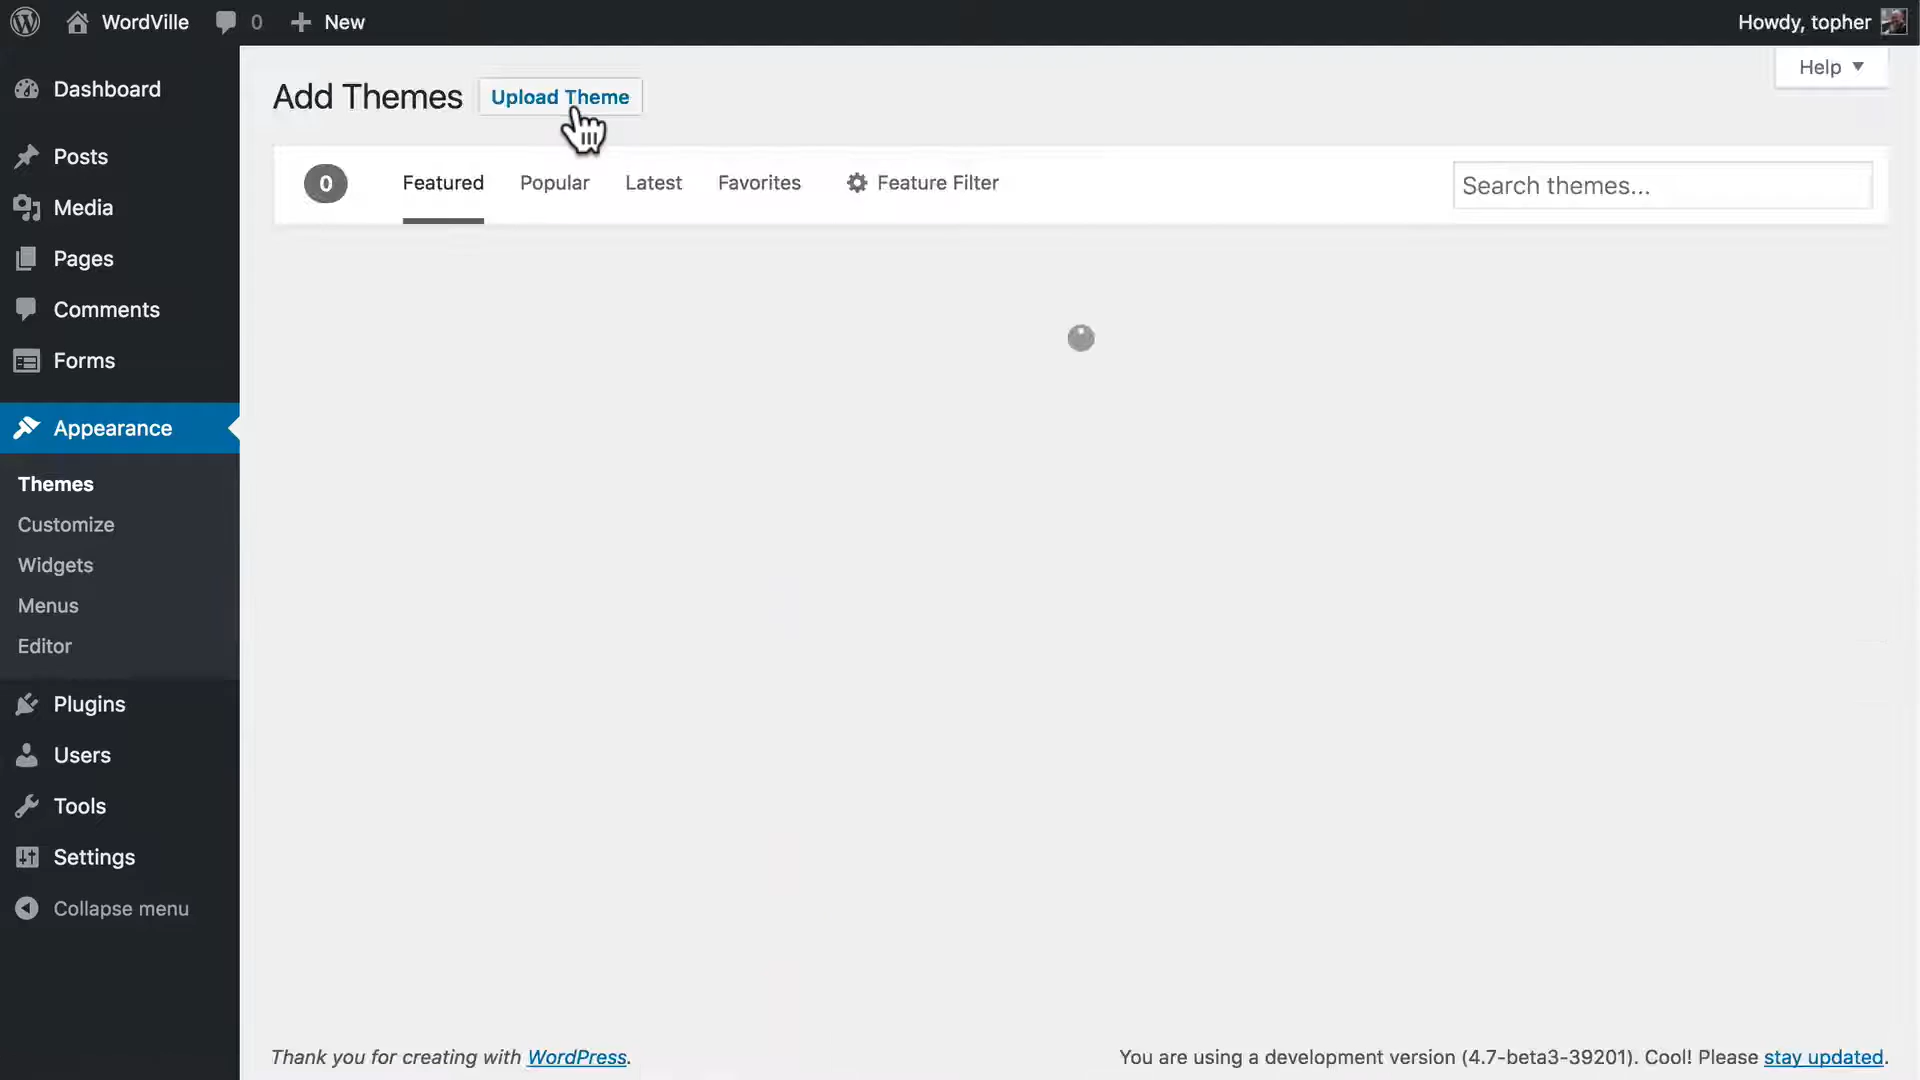 WordVille
0
New
Howdy, topher
Help
Dashboard
Posts
Media
Pages
Comments
Forms
Appearance
Themes
Customize
Widgets
Menus
Editor
Plugins
Users
Tools
Settings
Collapse menu
Add Themes
Upload Theme
0
Featured
Popular
Latest
Favorites
Feature Filter
Search themes...
Thank you for creating with WordPress.
You are using a development version (4.7-beta3-39201). Cool! Please stay updated.